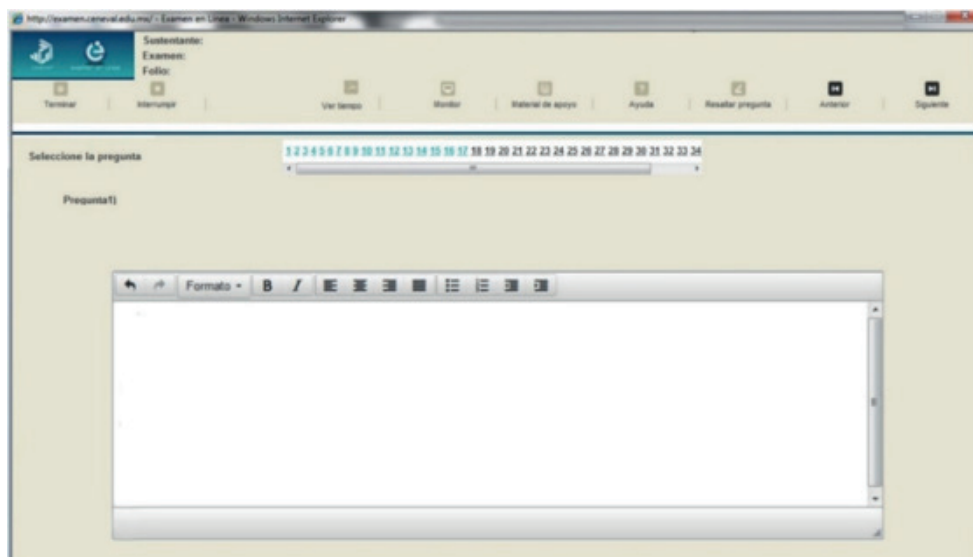 http://examen.ceneval.edu.mx/ - Examen en Línea - Windows Internet Explorer
Sustentante:
Examen:
Folio:
Terminar
Interrumpir
Ver tiempo
Monitor
Material de apoyo
Ayuda
Resaltar pregunta
Anterior
Siguiente
Seleccione la pregunta
1 2 3 4 5 6 7 8 9 10 11 12 13 14 15 16 17 18 19 20 21 22 23 24 25 26 27 28 29 30 31 32 33 34
Pregunta1)
Formato
B I